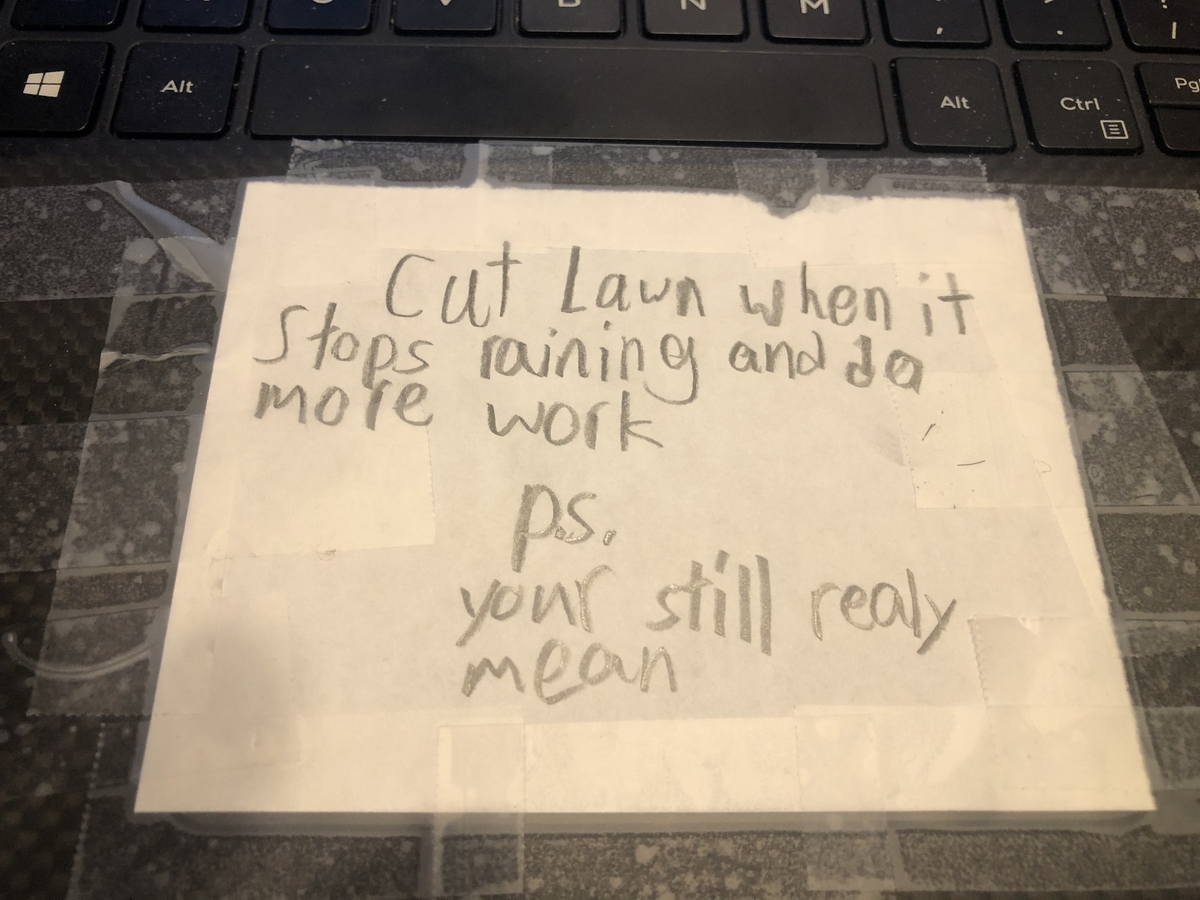 C V B N M , . /
Alt Alt Ctrl Pg
Cut Lawn when it
Stops raining and do
more work
p.s.
your still realy
mean